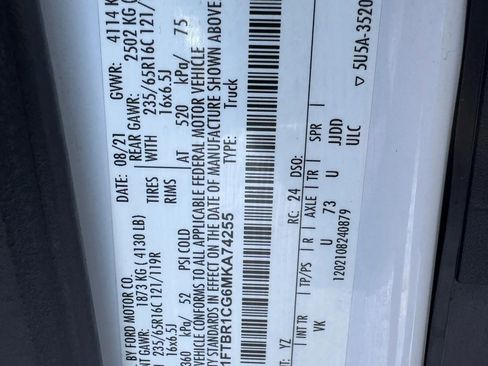 BY FORD MOTOR CO.
DATE: 08/21 GVWR: 4114 K
NT GAWR: 1873 KG ( 4130 LB) REAR GAWR: 2502 KG (
235/65R16C 121/119R TIRES WITH 235/65R16C 121/
16x6.5J RIMS 16x6.5J
360 kPa/ 52 PSI COLD AT 520 kPa/ 75
VEHICLE CONFORMS TO ALL APPLICABLE FEDERAL MOTOR VEHICLE
Y STANDARDS IN EFFECT ON THE DATE OF MANUFACTURE SHOWN ABOVE
1FTBR1CG6MKA74255 TYPE: Truck
T: YZ RC: 24 DSO:
INT TR TP/PS R AXLE TR SPR
VK U 73 U JJDD
1202108240879 ULC
▽ 5U5A-3520